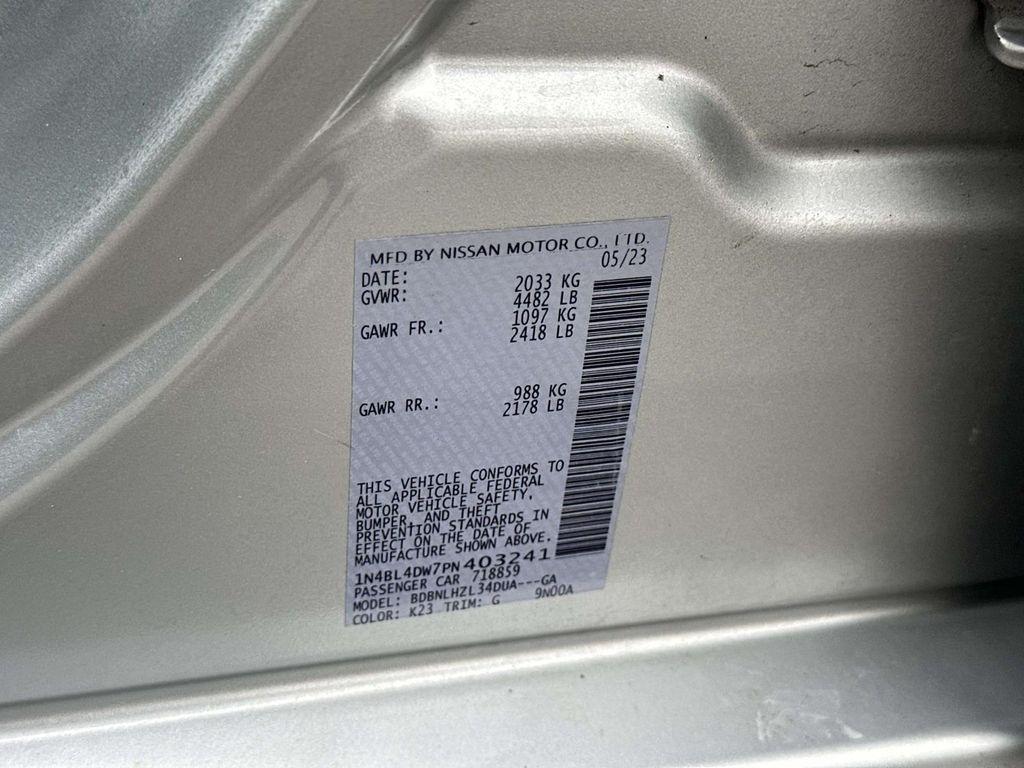 MFD BY NISSAN MOTOR CO., LTD.
DATE: 05/23
GVWR: 2033 KG
4482 LB
GAWR FR.: 1097 KG
2418 LB
GAWR RR.: 988 KG
2178 LB
THIS VEHICLE CONFORMS TO
ALL APPLICABLE FEDERAL
MOTOR VEHICLE SAFETY,
BUMPER, AND THEFT
PREVENTION STANDARDS IN
EFFECT ON THE DATE OF
MANUFACTURE SHOWN ABOVE.
1N4BL4DW7PN403241
PASSENGER CAR 718859
MODEL: BDBNLHZL34DUA---GA
COLOR: K23 TRIM: G 9N00A